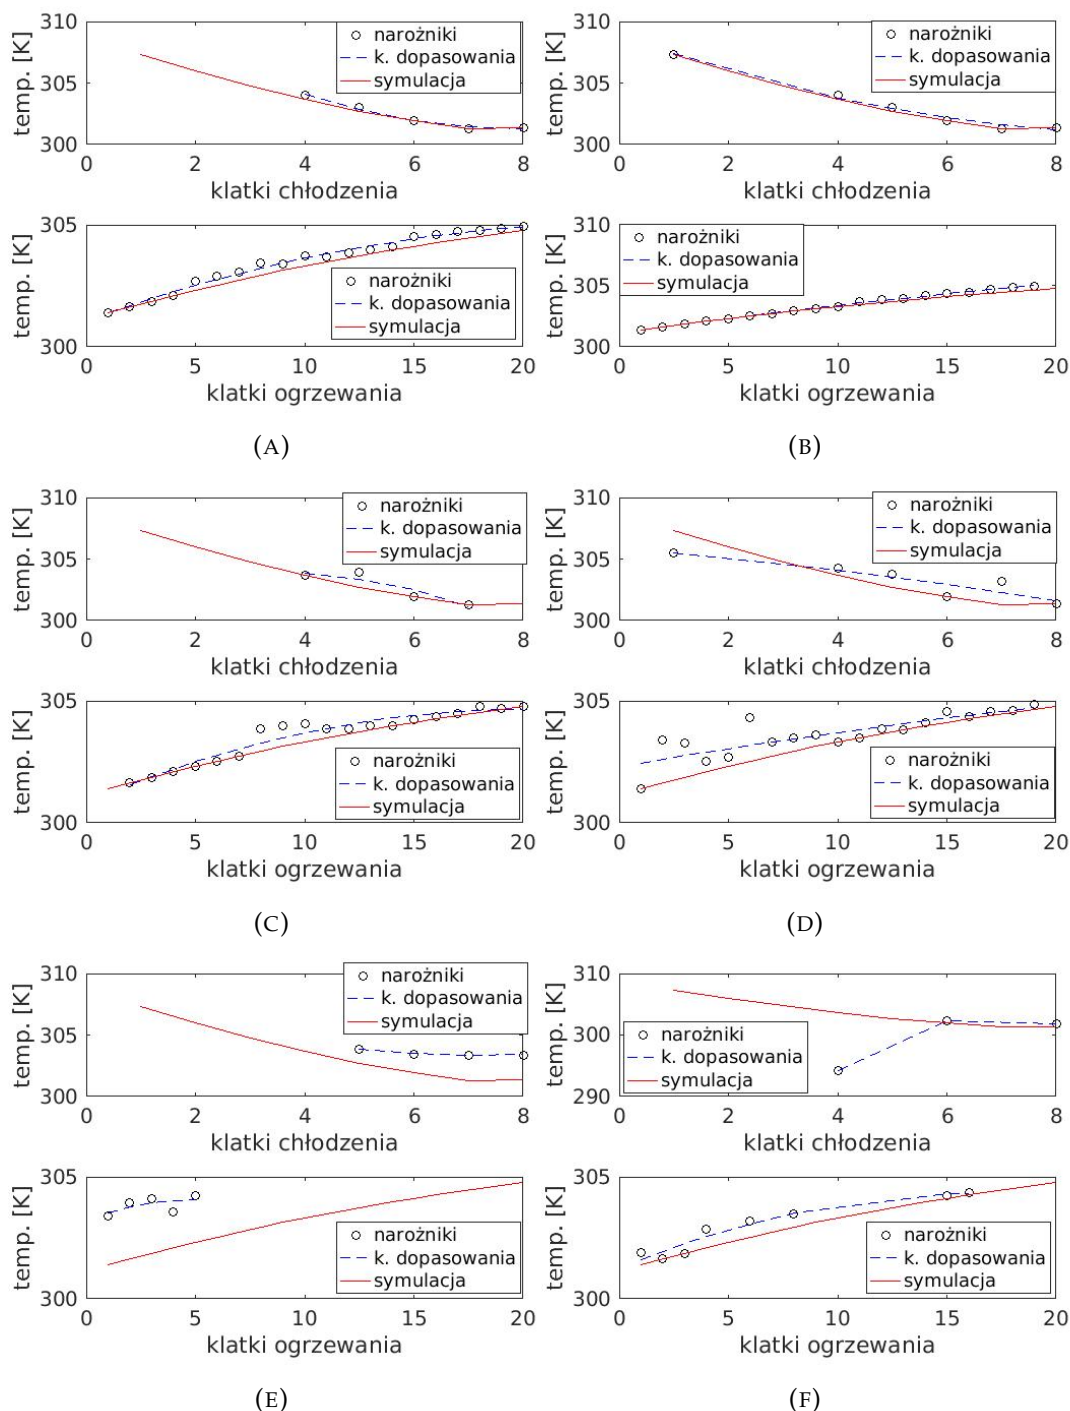 310
305
300
temp. [K]
narożniki
k. dopasowania
symulacja
0 2 4 6 8
klatki chłodzenia
305
300
temp. [K]
narożniki
k. dopasowania
symulacja
0 5 10 15 20
klatki ogrzewania
(A)
310
305
300
temp. [K]
narożniki
k. dopasowania
symulacja
0 2 4 6 8
klatki chłodzenia
310
305
300
temp. [K]
narożniki
k. dopasowania
symulacja
0 5 10 15 20
klatki ogrzewania
(B)
310
305
300
temp. [K]
narożniki
k. dopasowania
symulacja
0 2 4 6 8
klatki chłodzenia
305
300
temp. [K]
narożniki
k. dopasowania
symulacja
0 5 10 15 20
klatki ogrzewania
(C)
310
305
300
temp. [K]
narożniki
k. dopasowania
symulacja
0 2 4 6 8
klatki chłodzenia
305
300
temp. [K]
narożniki
k. dopasowania
symulacja
0 5 10 15 20
klatki ogrzewania
(D)
310
305
300
temp. [K]
narożniki
k. dopasowania
symulacja
0 2 4 6 8
klatki chłodzenia
305
300
temp. [K]
narożniki
k. dopasowania
symulacja
0 5 10 15 20
klatki ogrzewania
(E)
310
300
290
temp. [K]
narożniki
k. dopasowania
symulacja
0 2 4 6 8
klatki chłodzenia
305
300
temp. [K]
narożniki
k. dopasowania
symulacja
0 5 10 15 20
klatki ogrzewania
(F)